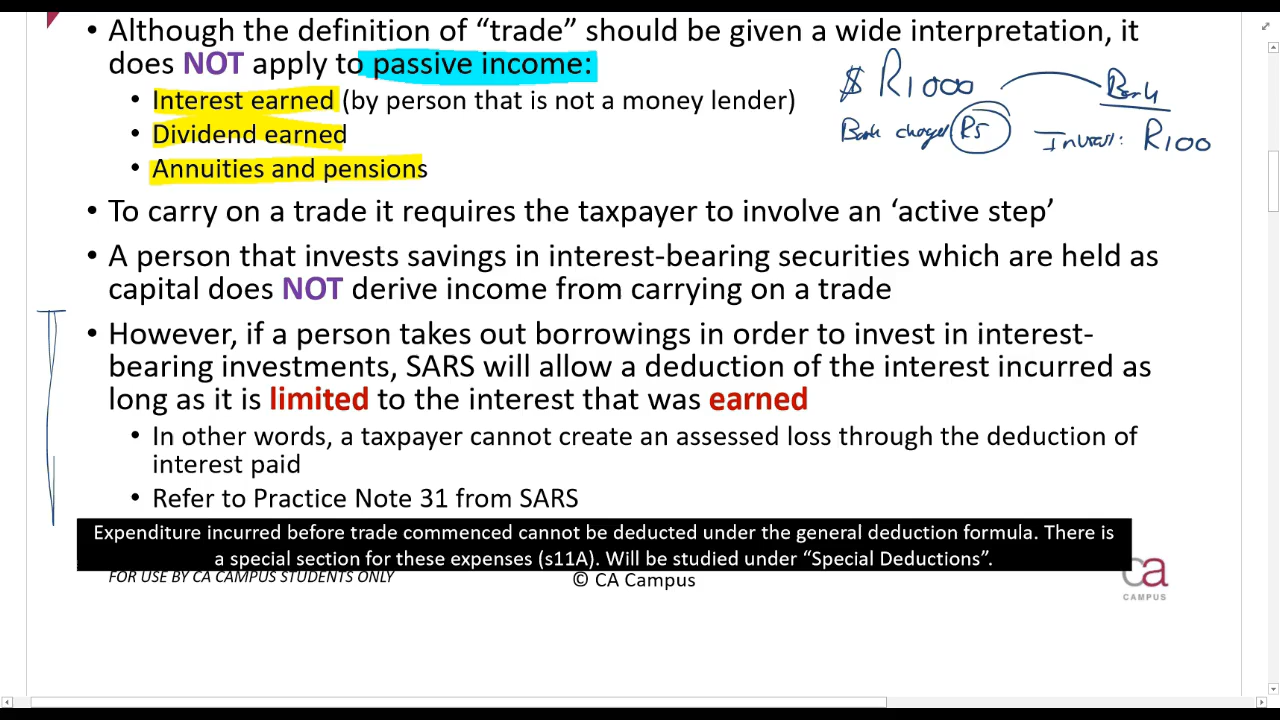 • Although the definition of “trade” should be given a wide interpretation, it
does NOT apply to passive income:
• Interest earned (by person that is not a money lender)
• Dividend earned
• Annuities and pensions
$ R1000
Bank
Bank charges R5
Interest: R100
• To carry on a trade it requires the taxpayer to involve an ‘active step’
• A person that invests savings in interest-bearing securities which are held as
capital does NOT derive income from carrying on a trade
• However, if a person takes out borrowings in order to invest in interest-
bearing investments, SARS will allow a deduction of the interest incurred as
long as it is limited to the interest that was earned
• In other words, a taxpayer cannot create an assessed loss through the deduction of
interest paid
• Refer to Practice Note 31 from SARS
Expenditure incurred before trade commenced cannot be deducted under the general deduction formula. There is
a special section for these expenses (s11A). Will be studied under “Special Deductions”.
FOR USE BY CA CAMPUS STUDENTS ONLY
© CA Campus
ca
CAMPUS